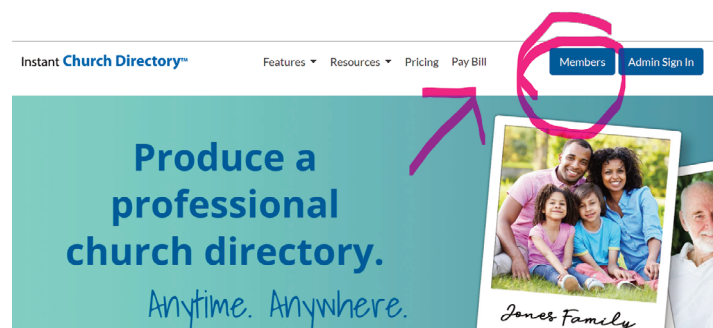 Instant Church Directory™ Features Resources Pricing Pay Bill Members Admin Sign In
Produce a
professional
church directory.
Anytime. Anywhere.
Jones Family